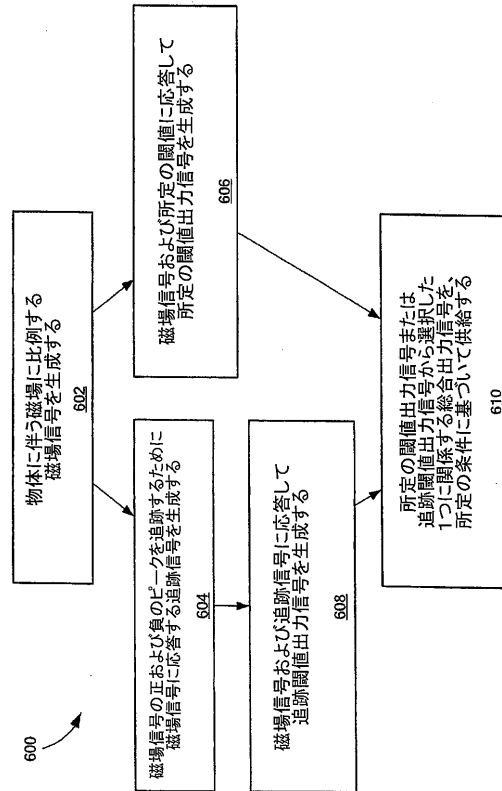 600
物体に伴う磁場に比例する
磁場信号を生成する
602
磁場信号の正および負のピークを追跡するために
磁場信号に応答する追跡信号を生成する
604
磁場信号および所定の閾値に応答して
所定の閾値出力信号を生成する
606
磁場信号および追跡信号に応答して
追跡閾値出力信号を生成する
608
所定の閾値出力信号または
追跡閾値出力信号から選択した
1つに関係する総合出力信号を、
所定の条件に基づいて供給する
610